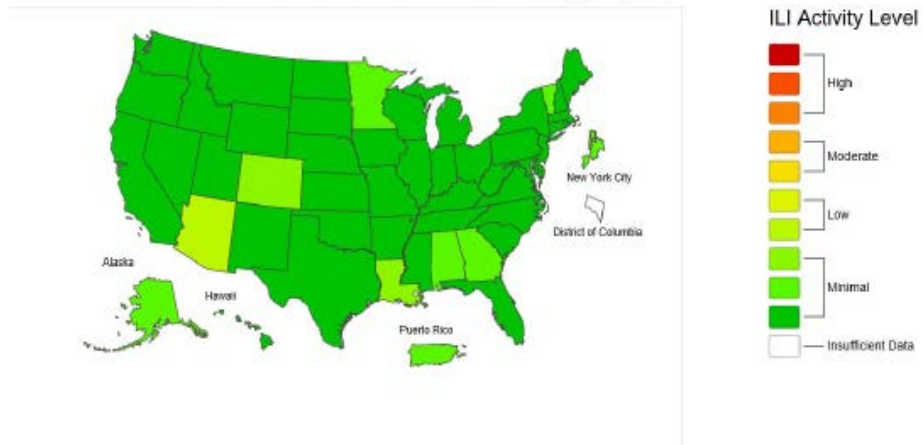 ILI Activity Level
High
Moderate
Low
Minimal
Insufficient Data
New York City
District of Columbia
Alaska
Hawaii
Puerto Rico